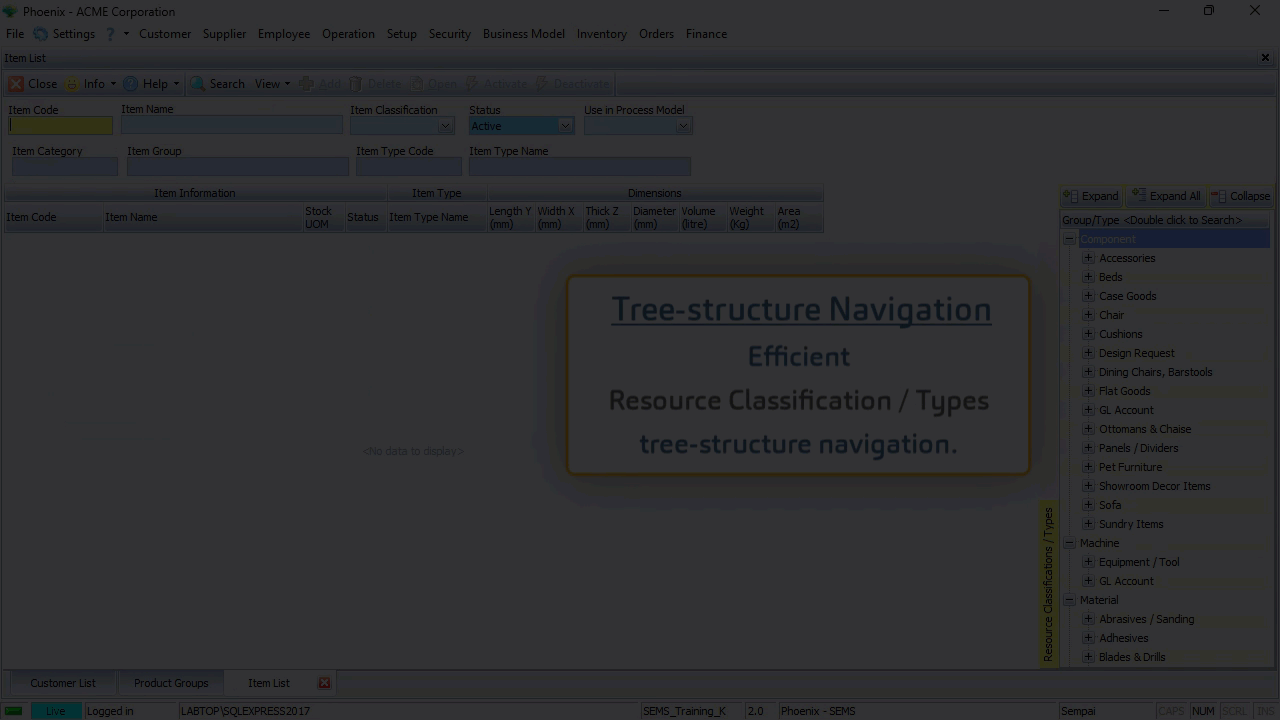 Phoenix - ACME Corporation
File Settings ? Customer Supplier Employee Operation Setup Security Business Model Inventory Orders Finance
Item List
Close Info Help Search View Add Delete Open Activate Deactivate
Item Code Item Name Item Classification Status Use in Process Model
Active
Item Category Item Group Item Type Code Item Type Name
Item Information Item Type Dimensions
Item Code Item Name Stock UOM Status Item Type Name Length Y (mm) Width X (mm) Thick Z (mm) Diameter (mm) Volume (litre) Weight (Kg) Area (m2)
<No data to display>
Tree-structure Navigation
Efficient
Resource Classification / Types
tree-structure navigation.
Resource Classifications / Types
Expand Expand All Collapse
Group/Type <Double click to Search>
Component
Accessories
Beds
Case Goods
Chair
Cushions
Design Request
Dining Chairs, Barstools
Flat Goods
GL Account
Ottomans & Chaise
Panels / Dividers
Pet Furniture
Showroom Decor Items
Sofa
Sundry Items
Machine
Equipment / Tool
GL Account
Material
Abrasives / Sanding
Adhesives
Blades & Drills
Customer List Product Groups Item List
Live Logged in LABTOP\SQLEXPRESS2017 SEMS_Training_K 2.0 Phoenix - SEMS Sempai CAPS NUM SCRL INS